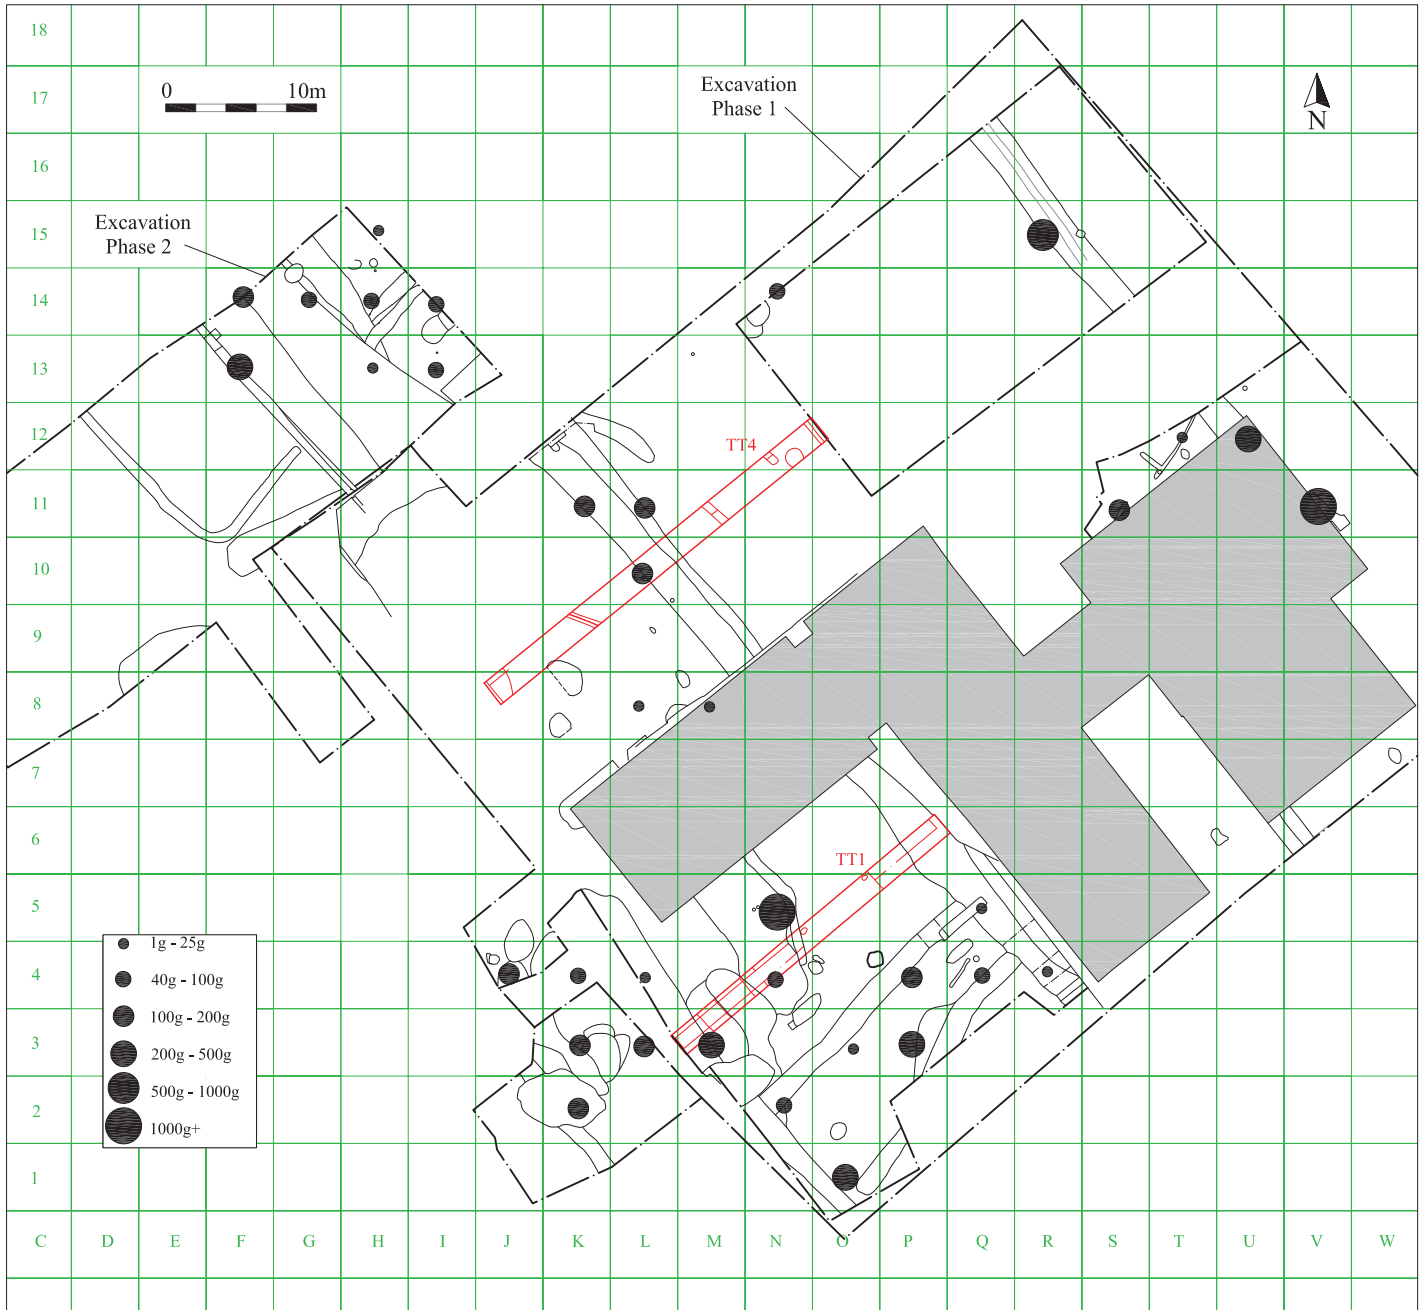 18
17
16
15
14
13
12
11
10
9
8
7
6
5
4
3
2
1
0 10m
Excavation
Phase 1
N
Excavation
Phase 2
TT4
TT1
1g - 25g
40g - 100g
100g - 200g
200g - 500g
500g - 1000g
1000g+
C D E F G H I J K L M N O P Q R S T U V W